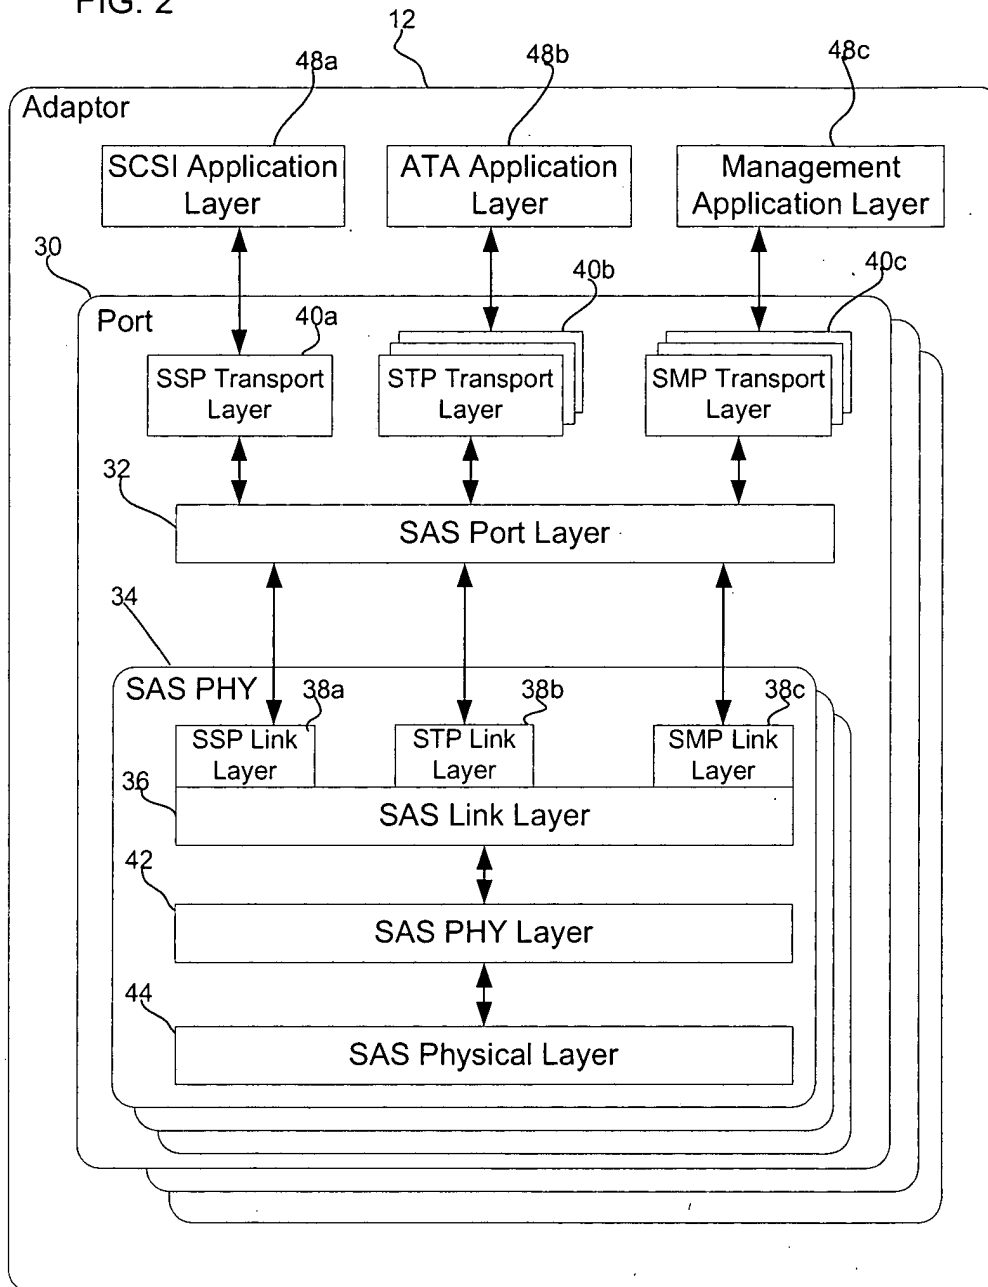 FIG. 2
12
48a
48b
48c
Adaptor
SCSI Application
Layer
ATA Application
Layer
Management
Application Layer
30
40b
40c
Port
40a
SSP Transport
Layer
STP Transport
Layer
SMP Transport
Layer
32
SAS Port Layer
34
SAS PHY
38a
38b
38c
SSP Link
Layer
STP Link
Layer
SMP Link
Layer
36
SAS Link Layer
42
SAS PHY Layer
44
SAS Physical Layer